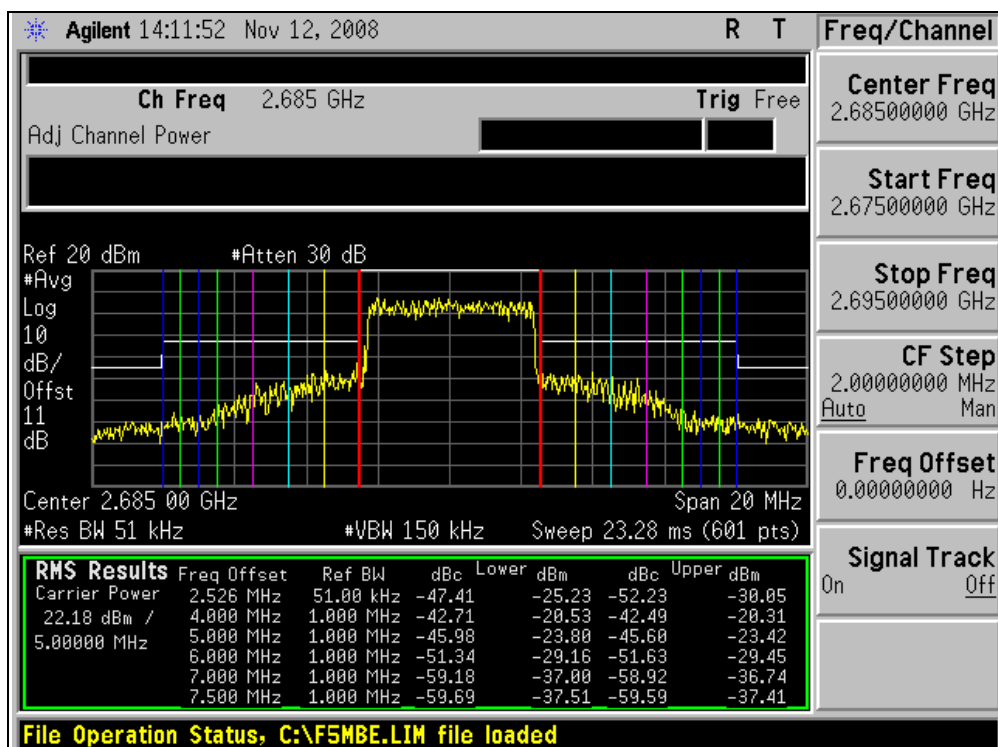 Agilent 14:11:52 Nov 12, 2008 R T
Ch Freq 2.685 GHz Trig Free
Adj Channel Power
Ref 20 dBm #Atten 30 dB
#Avg
Log
10
dB/
Offst
11
dB
Center 2.685 00 GHz Span 20 MHz
#Res BW 51 kHz #VBW 150 kHz Sweep 23.28 ms (601 pts)
RMS Results Freq Offset Ref BW dBc Lower dBm dBc Upper dBm
Carrier Power 2.526 MHz 51.00 kHz -47.41 -25.23 -52.23 -30.05
22.18 dBm / 4.000 MHz 1.000 MHz -42.71 -20.53 -42.49 -20.31
5.00000 MHz 5.000 MHz 1.000 MHz -45.98 -23.80 -45.60 -23.42
6.000 MHz 1.000 MHz -51.34 -29.16 -51.63 -29.45
7.000 MHz 1.000 MHz -59.18 -37.00 -58.92 -36.74
7.500 MHz 1.000 MHz -59.69 -37.51 -59.59 -37.41
File Operation Status, C:\F5MBE.LIM file loaded
Freq/Channel
Center Freq
2.68500000 GHz
Start Freq
2.67500000 GHz
Stop Freq
2.69500000 GHz
CF Step
2.00000000 MHz
Auto Man
Freq Offset
0.00000000 Hz
Signal Track
On Off